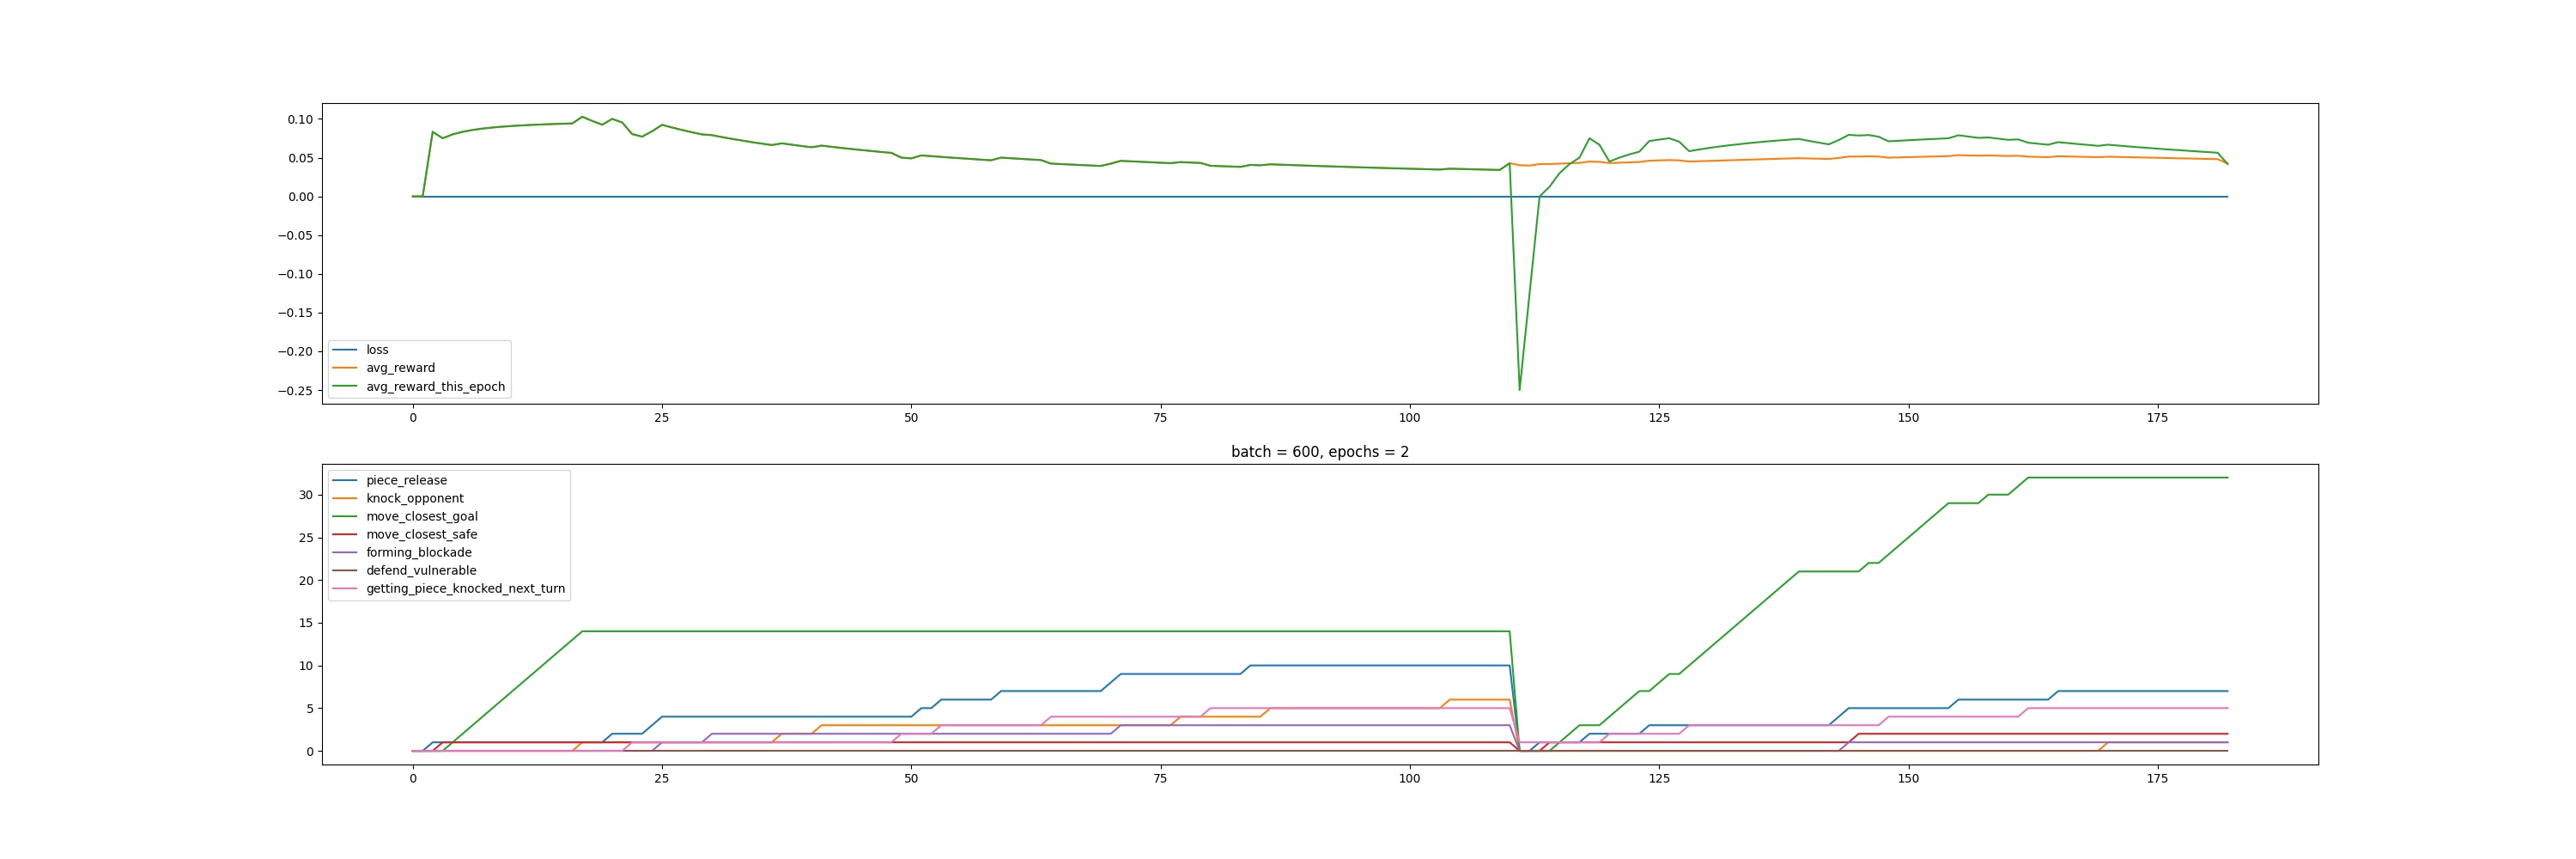 0.10
0.05
0.00
−0.05
−0.10
−0.15
−0.20
−0.25
loss
avg_reward
avg_reward_this_epoch
0 25 50 75 100 125 150 175
batch = 600, epochs = 2
30
25
20
15
10
5
0
piece_release
knock_opponent
move_closest_goal
move_closest_safe
forming_blockade
defend_vulnerable
getting_piece_knocked_next_turn
0 25 50 75 100 125 150 175